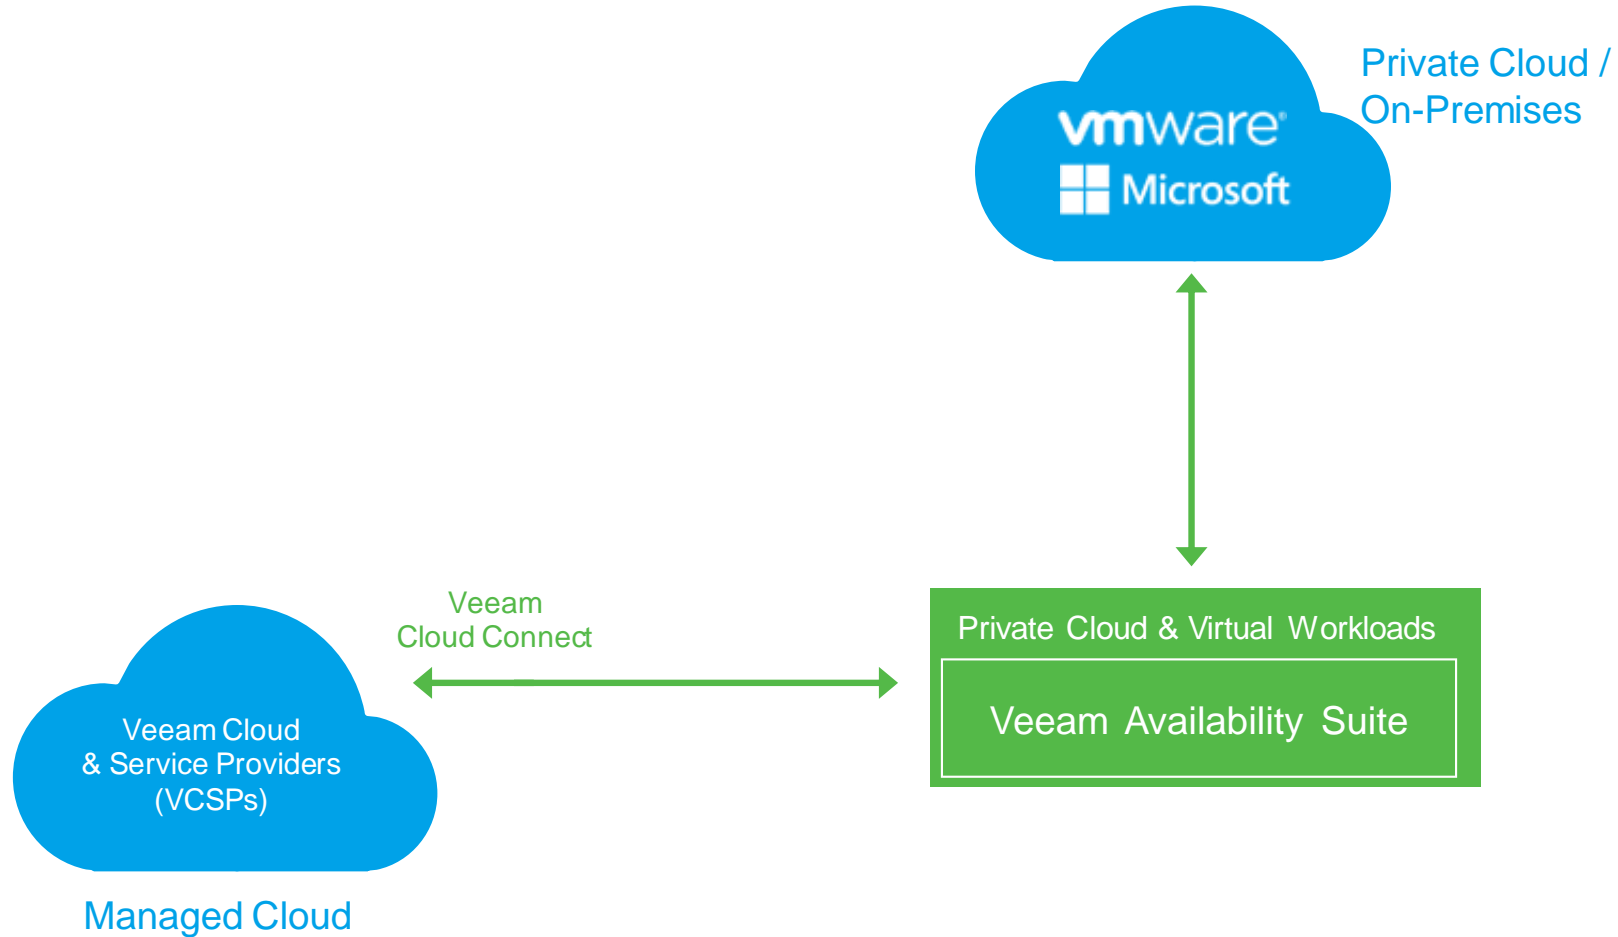 Private Cloud /
On-Premises
vmware®
Microsoft
Veeam
Cloud Connect
Private Cloud & Virtual Workloads
Veeam Availability Suite
Veeam Cloud
& Service Providers
(VCSPs)
Managed Cloud